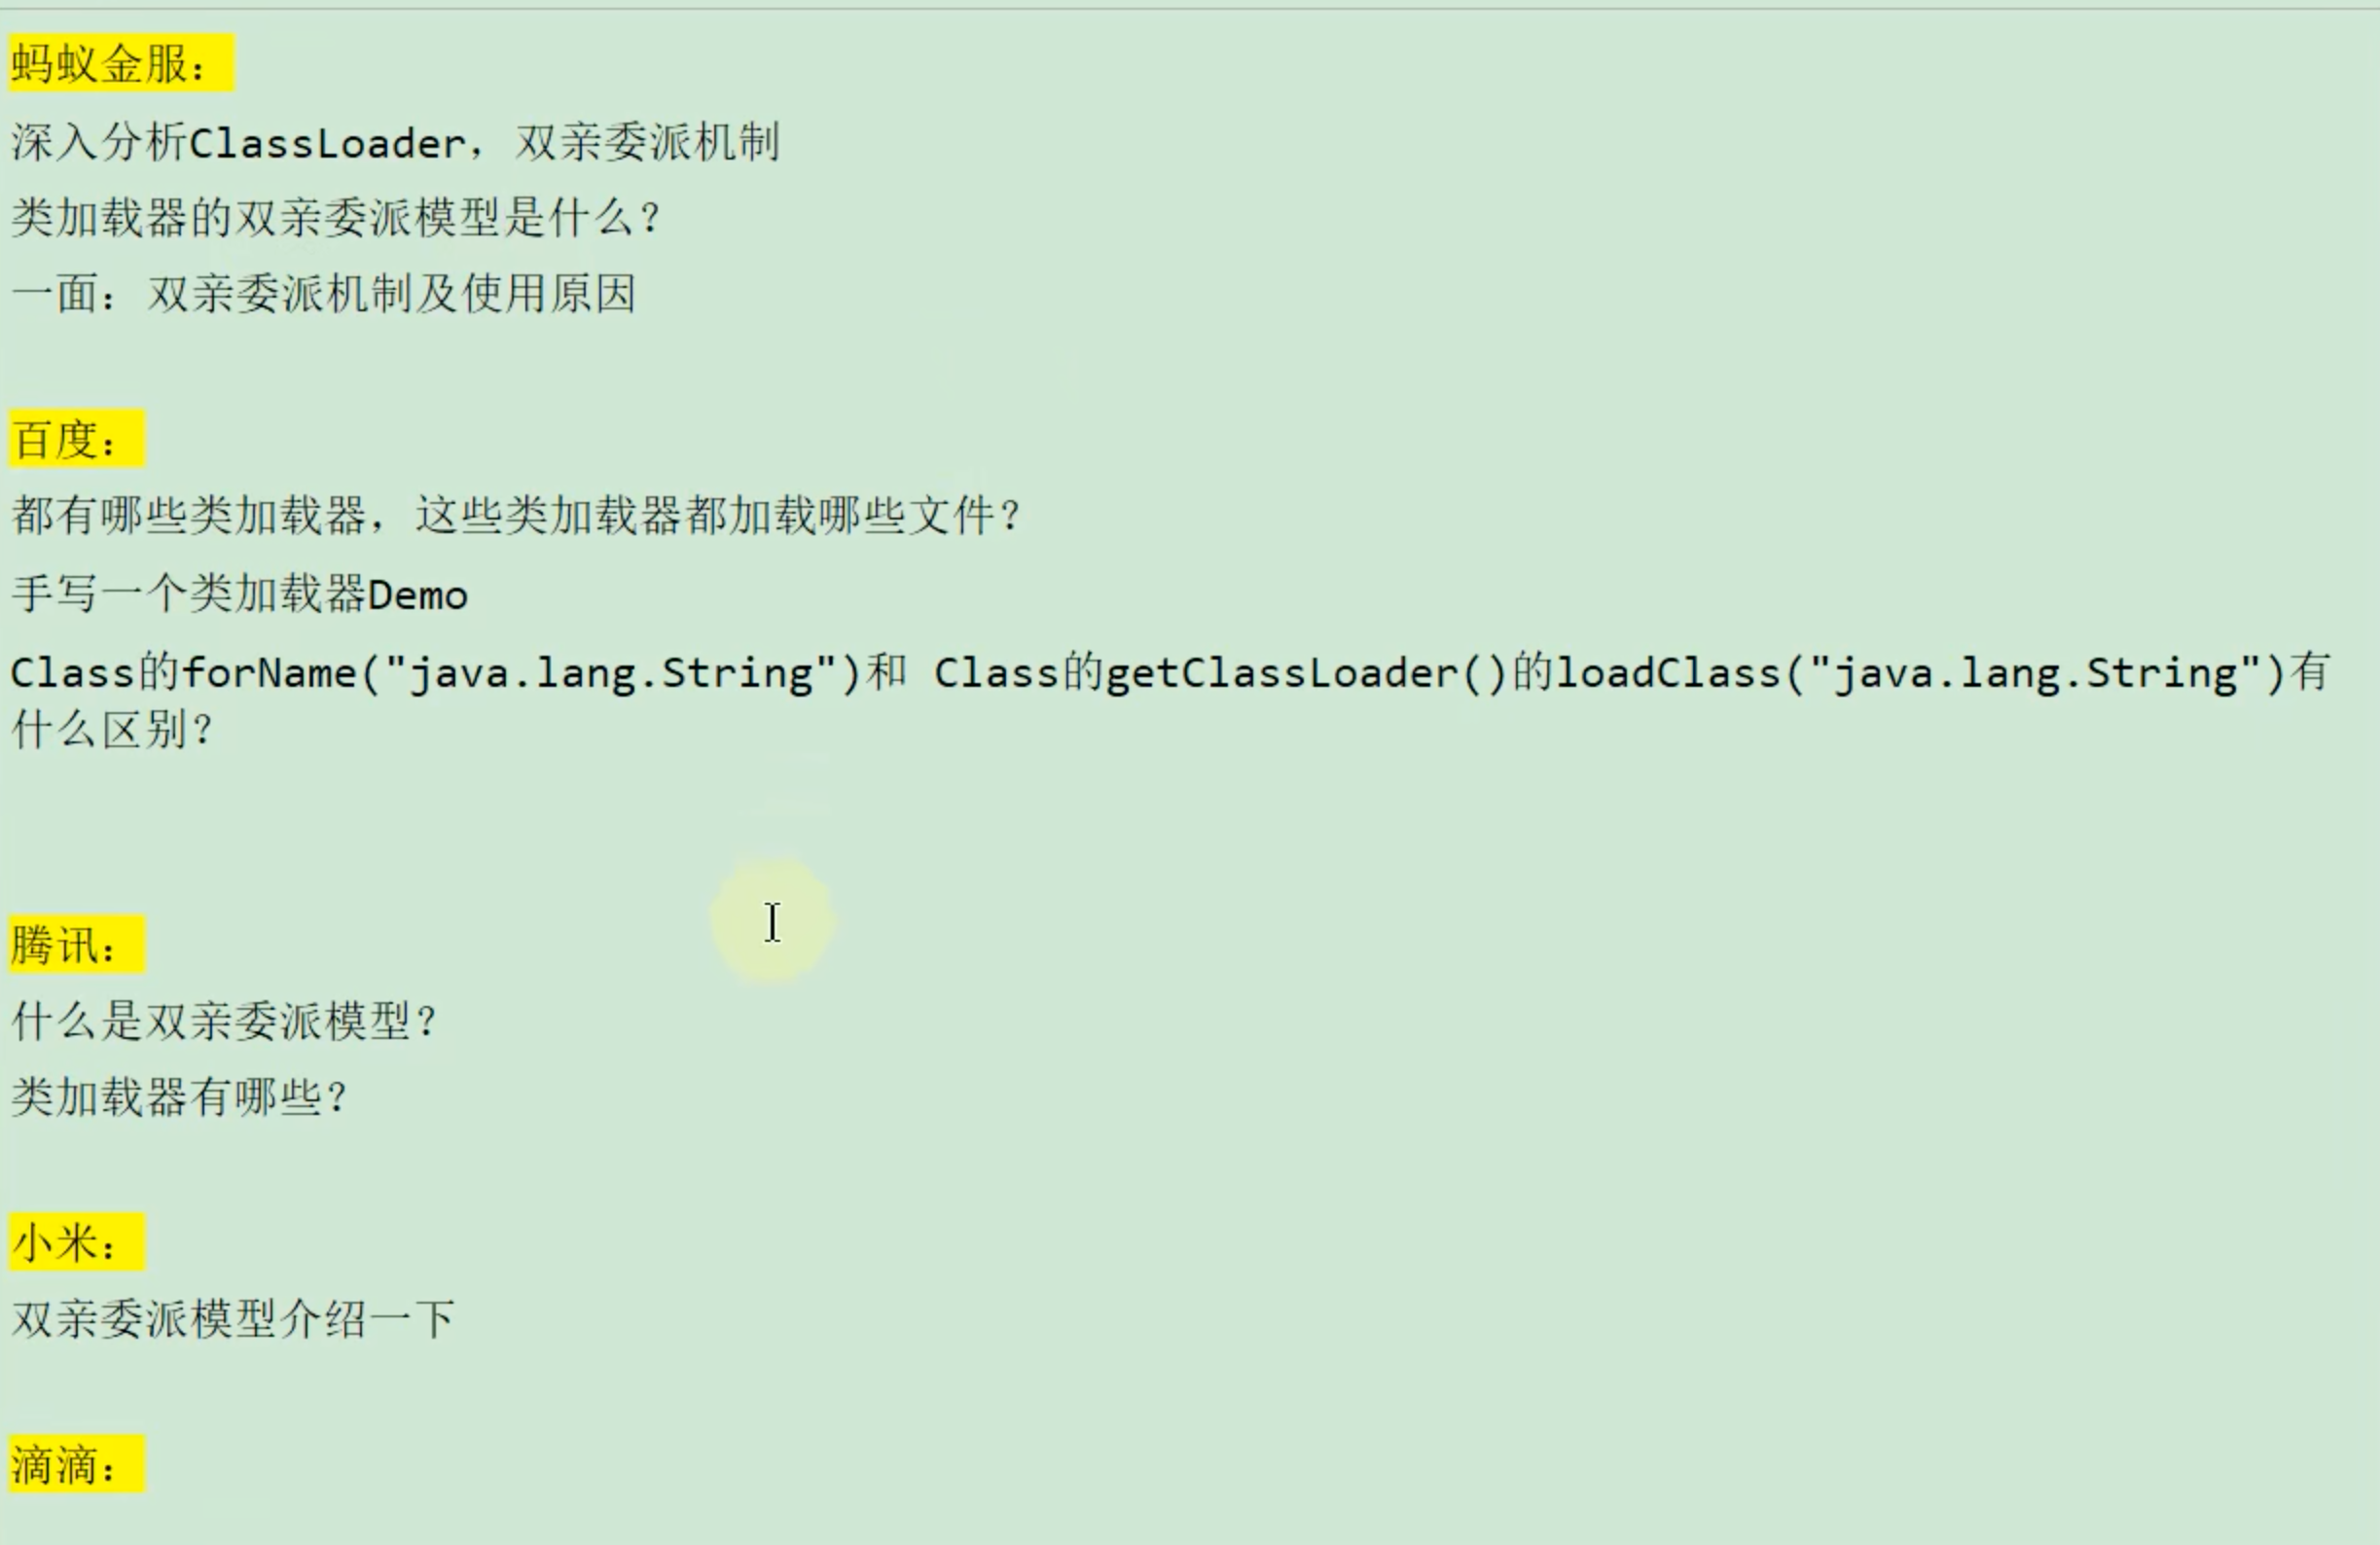 蚂蚁金服：
深入分析ClassLoader，双亲委派机制
类加载器的双亲委派模型是什么？
一面：双亲委派机制及使用原因
百度：
都有哪些类加载器，这些类加载器都加载哪些文件？
手写一个类加载器Demo
Class的forName("java.lang.String")和 Class的getClassLoader()的loadClass("java.lang.String")有
什么区别？
腾讯：
什么是双亲委派模型？
类加载器有哪些？
小米：
双亲委派模型介绍一下
滴滴：